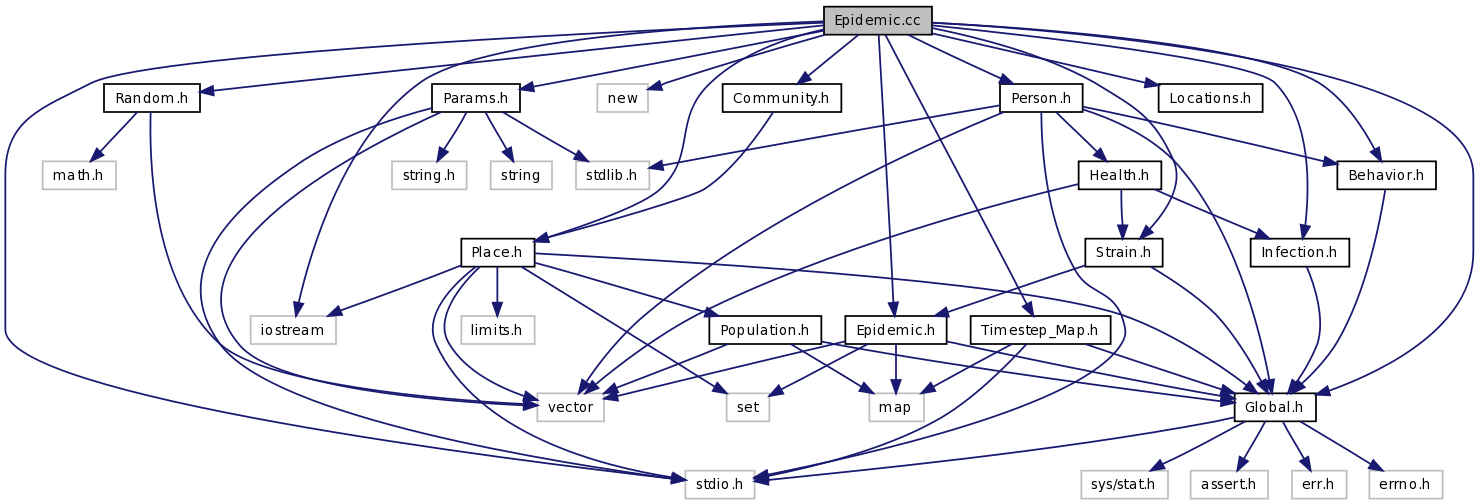 Epidemic.cc
Random.h
Params.h
new
Community.h
Person.h
Locations.h
math.h
string.h
string
stdlib.h
Health.h
Behavior.h
Place.h
Strain.h
Infection.h
iostream
limits.h
Population.h
Epidemic.h
Timestep_Map.h
vector
set
map
Global.h
stdio.h
sys/stat.h
assert.h
err.h
errno.h